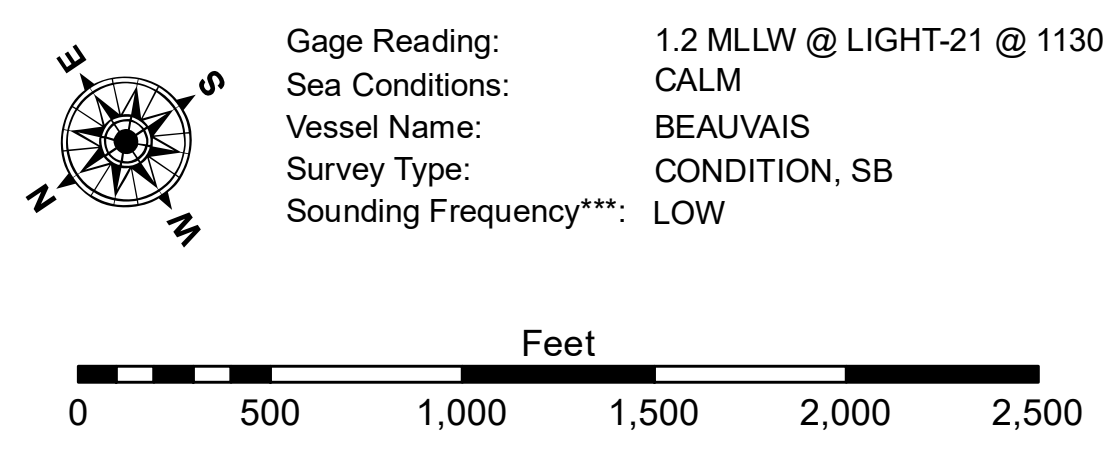 E
S
N
W
Gage Reading: 1.2 MLLW @ LIGHT-21 @ 1130
Sea Conditions: CALM
Vessel Name: BEAUVAIS
Survey Type: CONDITION, SB
Sounding Frequency***: LOW
Feet
0 500 1,000 1,500 2,000 2,500